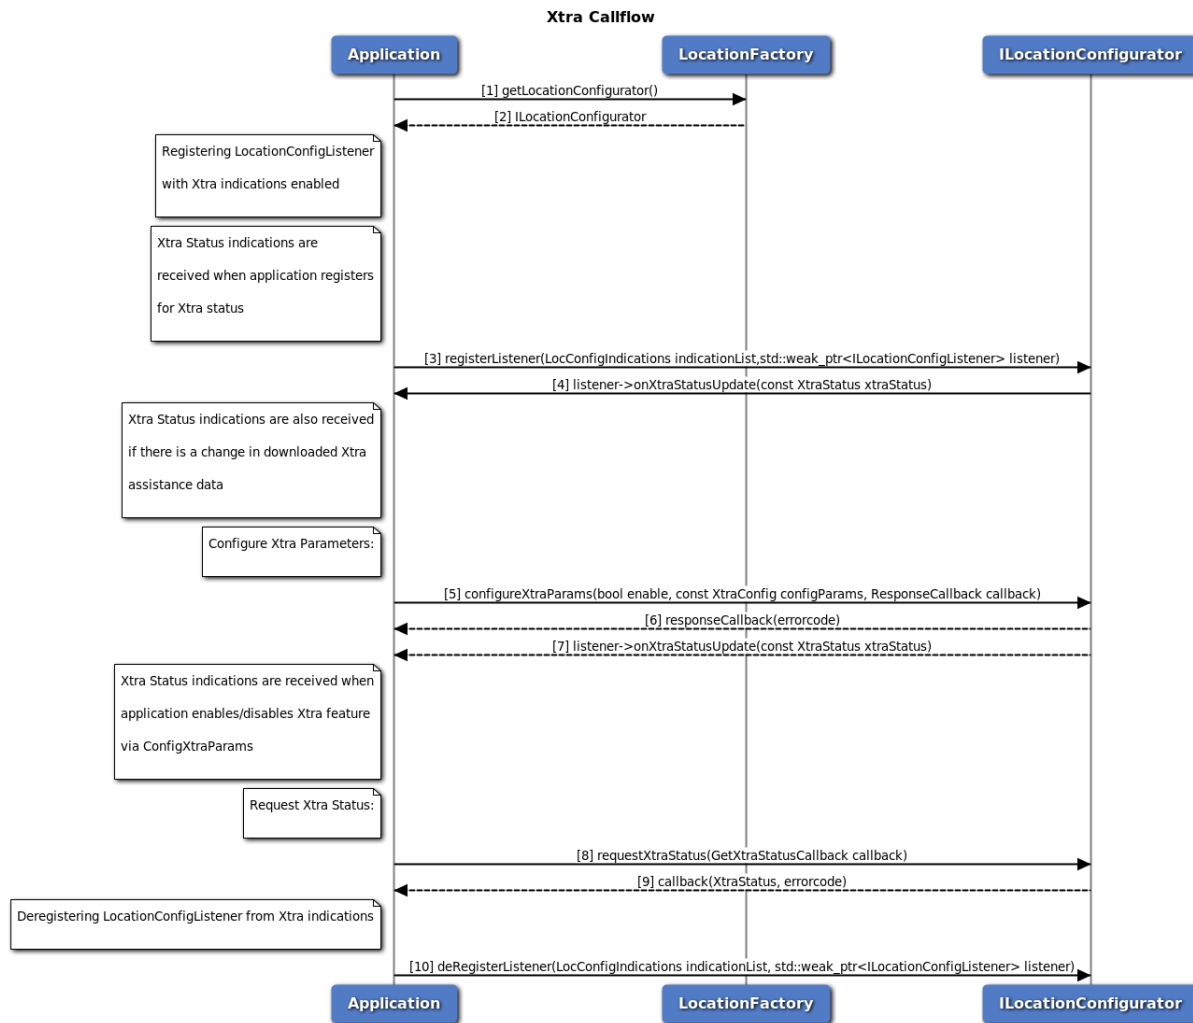 Xtra Callflow
Application
LocationFactory
ILocationConfigurator
[1] getLocationConfigurator()
[2] ILocationConfigurator
Registering LocationConfigListener
with Xtra indications enabled
Xtra Status indications are
received when application registers
for Xtra status
[3] registerListener(LocConfigIndications indicationList,std::weak_ptr<ILocationConfigListener> listener)
[4] listener->onXtraStatusUpdate(const XtraStatus xtraStatus)
Xtra Status indications are also received
if there is a change in downloaded Xtra
assistance data
Configure Xtra Parameters:
[5] configureXtraParams(bool enable, const XtraConfig configParams, ResponseCallback callback)
[6] responseCallback(errorcode)
[7] listener->onXtraStatusUpdate(const XtraStatus xtraStatus)
Xtra Status indications are received when
application enables/disables Xtra feature
via ConfigXtraParams
Request Xtra Status:
[8] requestXtraStatus(GetXtraStatusCallback callback)
[9] callback(XtraStatus, errorcode)
Deregistering LocationConfigListener from Xtra indications
[10] deRegisterListener(LocConfigIndications indicationList, std::weak_ptr<ILocationConfigListener> listener)
Application
LocationFactory
ILocationConfigurator